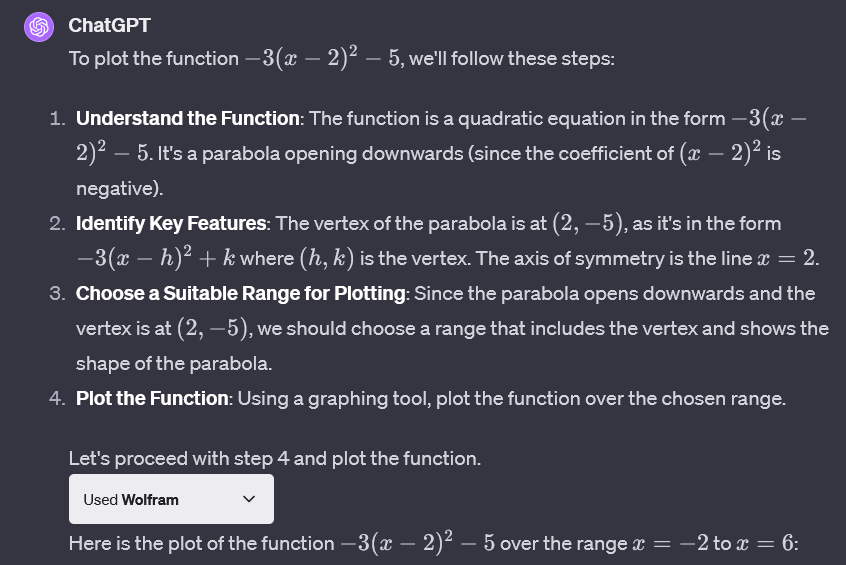 ChatGPT
To plot the function −3(x − 2)² − 5, we'll follow these steps:
1. Understand the Function: The function is a quadratic equation in the form −3(x −
2)² − 5. It's a parabola opening downwards (since the coefficient of (x − 2)² is
negative).
2. Identify Key Features: The vertex of the parabola is at (2, −5), as it's in the form
−3(x − h)² + k where (h, k) is the vertex. The axis of symmetry is the line x = 2.
3. Choose a Suitable Range for Plotting: Since the parabola opens downwards and the
vertex is at (2, −5), we should choose a range that includes the vertex and shows the
shape of the parabola.
4. Plot the Function: Using a graphing tool, plot the function over the chosen range.
Let's proceed with step 4 and plot the function.
Used Wolfram
Here is the plot of the function −3(x − 2)² − 5 over the range x = −2 to x = 6: